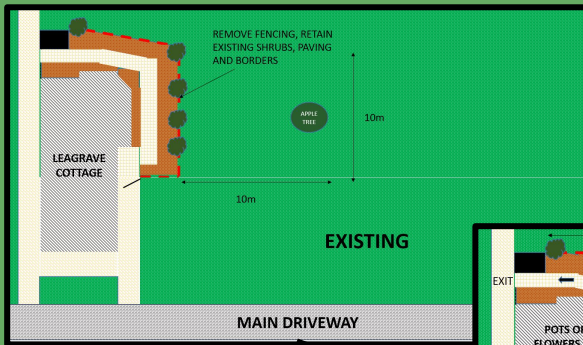 REMOVE FENCING, RETAIN
EXISTING SHRUBS, PAVING
AND BORDERS
APPLE
TREE
10m
LEAGRAVE
COTTAGE
10m
EXISTING
EXIT
MAIN DRIVEWAY
POTS
FLOWERS